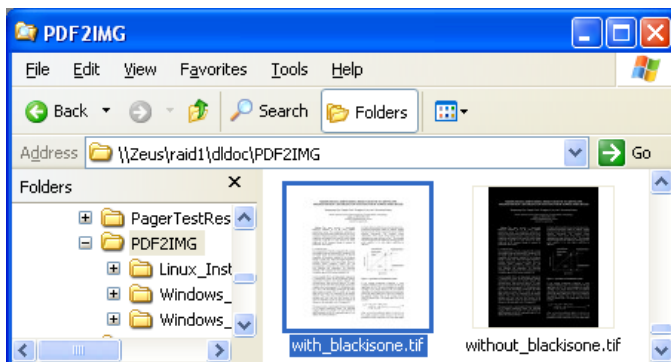 PDF2IMG
File Edit View Favorites Tools Help
Back Search Folders
Address \\Zeus\raid1\dldoc\PDF2IMG Go
Folders x
PagerTestRes
PDF2IMG
Linux_Inst
Windows_
Windows_
with_blackisone.tif without_blackisone.tif